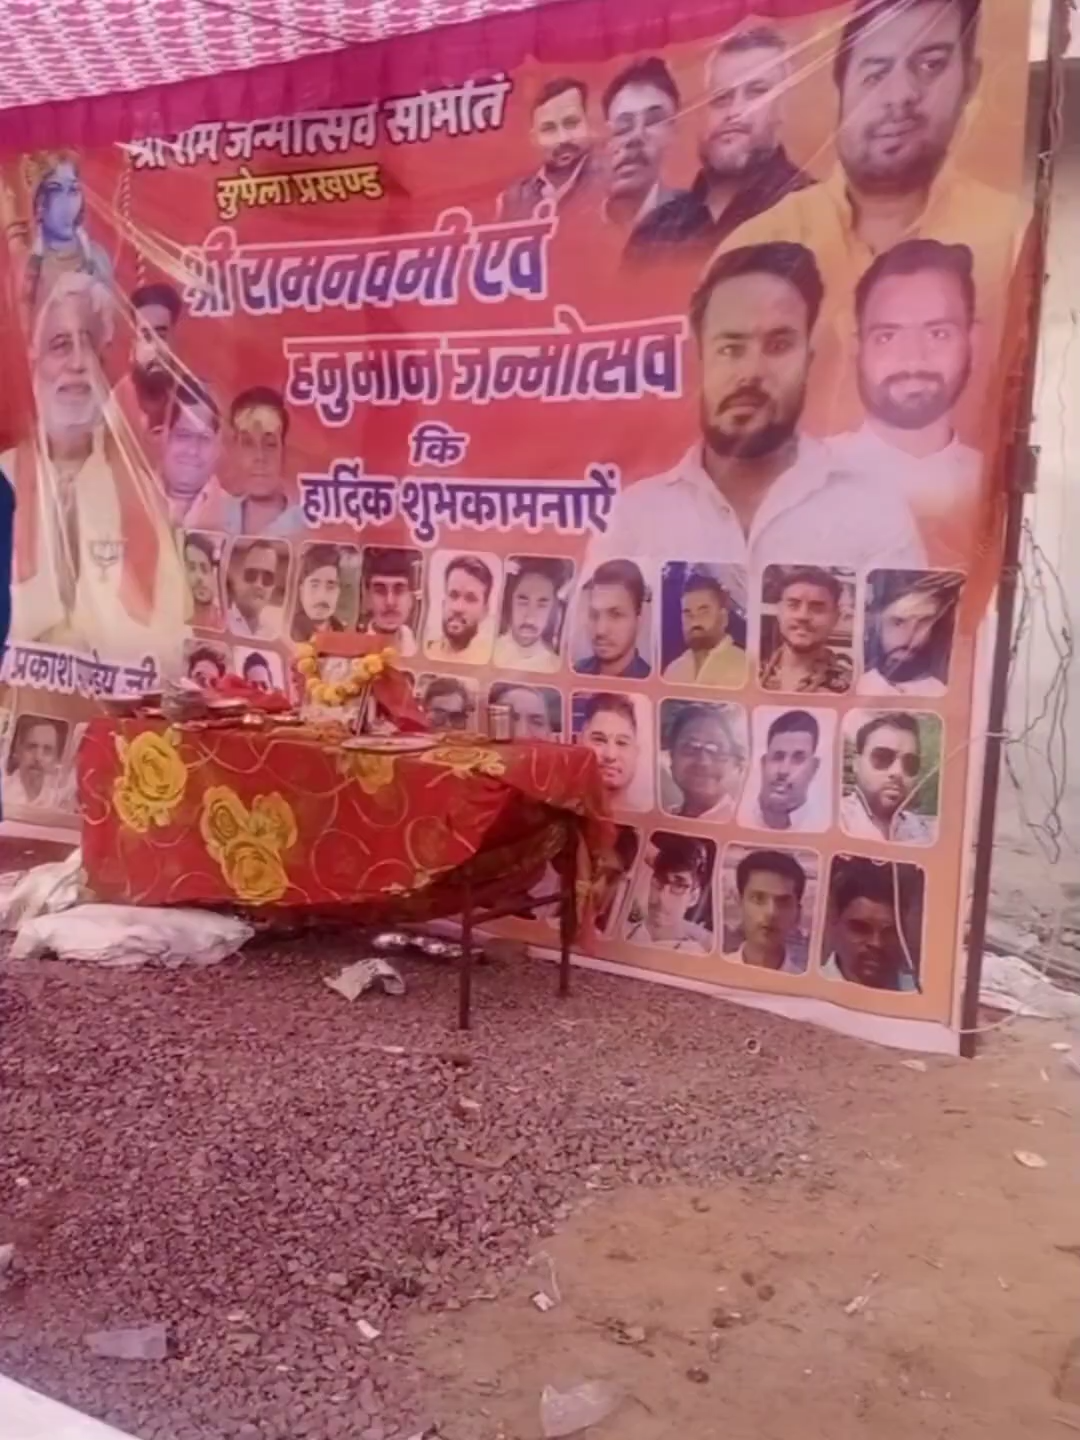 श्री राम जन्मोत्सव समिति
सुपेला प्रखण्ड
श्री रामनवमी एवं
हनुमान जन्मोत्सव
कि
हार्दिक शुभकामनाऐं
प्रकाश पाण्डेय जी